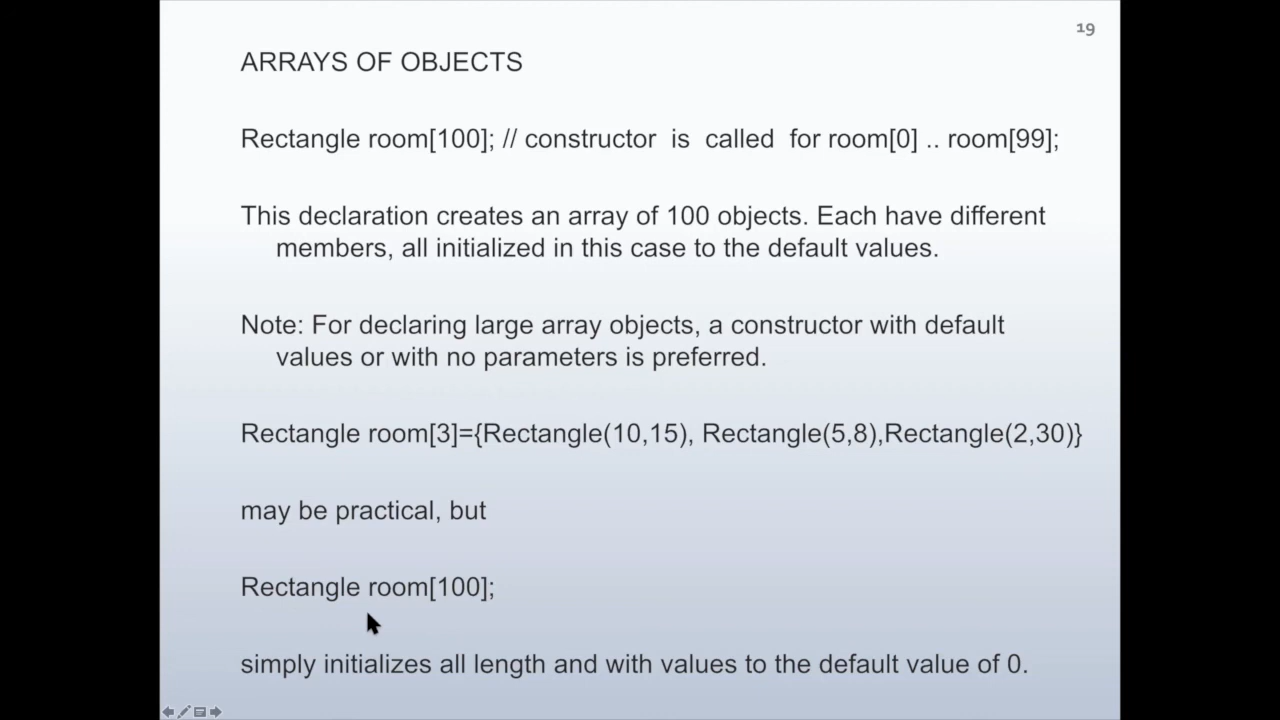 19
ARRAYS OF OBJECTS
Rectangle room[100]; // constructor is called for room[0] .. room[99];
This declaration creates an array of 100 objects. Each have different
members, all initialized in this case to the default values.
Note: For declaring large array objects, a constructor with default
values or with no parameters is preferred.
Rectangle room[3]={Rectangle(10,15), Rectangle(5,8),Rectangle(2,30)}
may be practical, but
Rectangle room[100];
simply initializes all length and with values to the default value of 0.